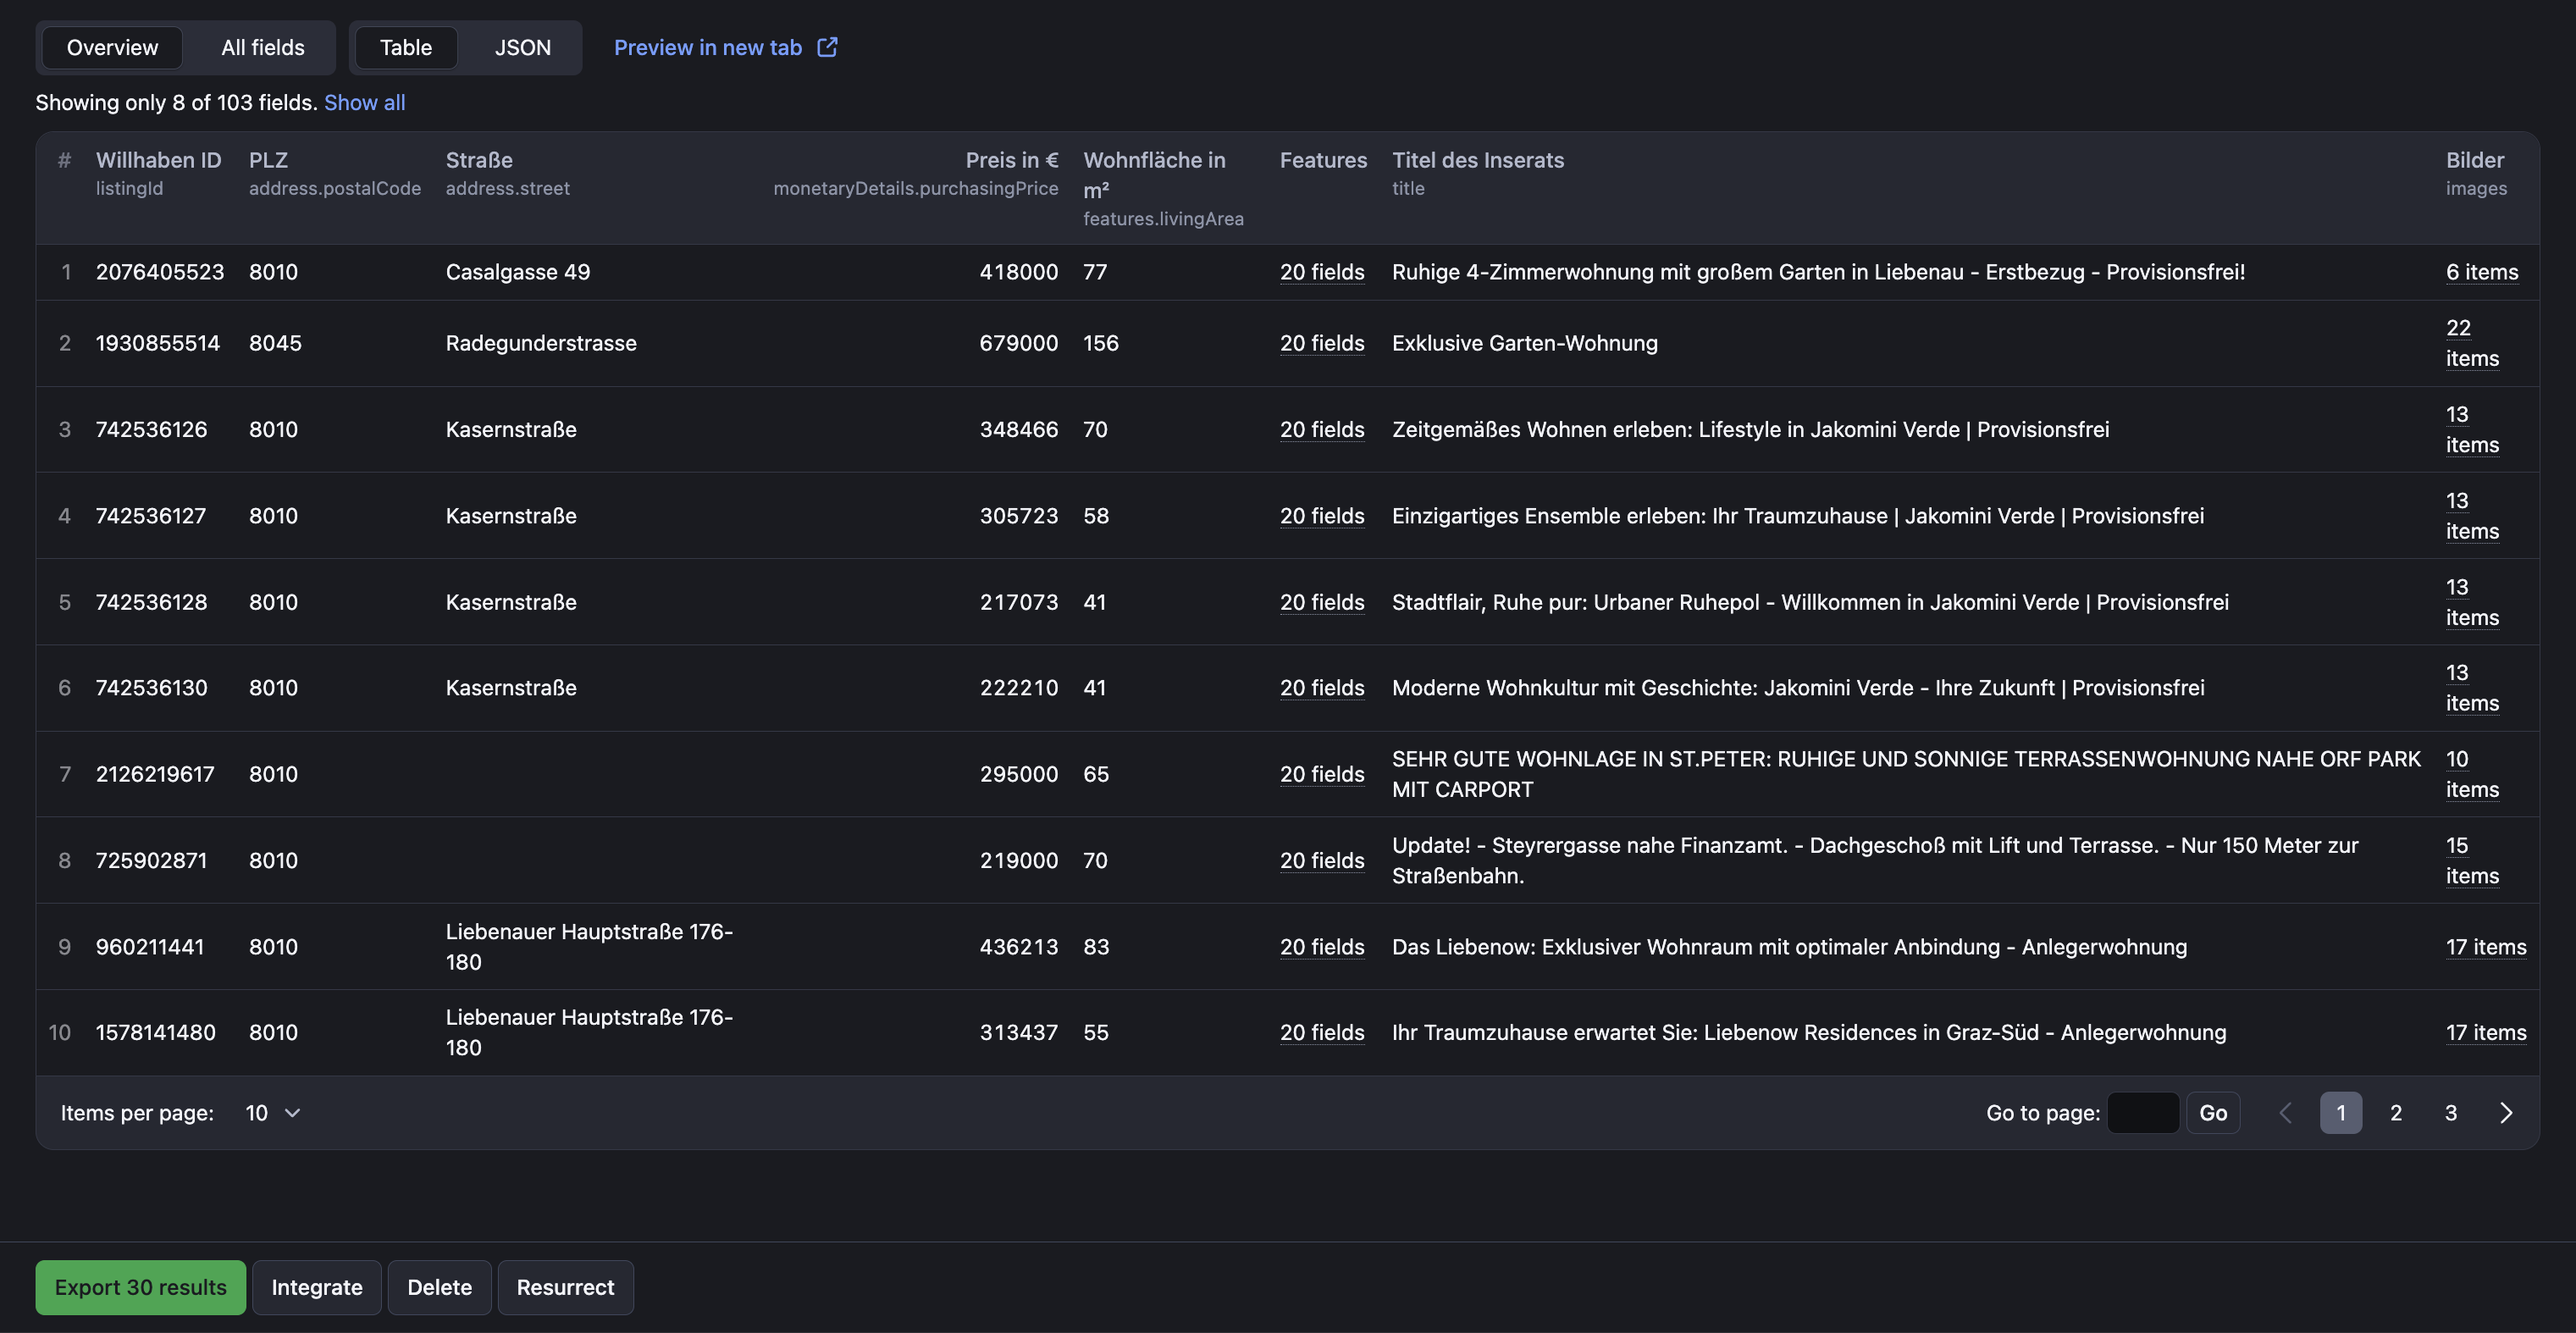 Overview All fields Table JSON Preview in new tab
Showing only 8 of 103 fields. Show all
# Willhaben ID PLZ Straße Preis in € Wohnfläche in m² Features Titel des Inserats Bilder
listingId address.postalCode address.street monetaryDetails.purchasingPrice features.livingArea title images
1 2076405523 8010 Casalgasse 49 418000 77 20 fields Ruhige 4-Zimmerwohnung mit großem Garten in Liebenau - Erstbezug - Provisionsfrei! 6 items
2 1930855514 8045 Radegunderstrasse 679000 156 20 fields Exklusive Garten-Wohnung 22 items
3 742536126 8010 Kasernstraße 348466 70 20 fields Zeitgemäßes Wohnen erleben: Lifestyle in Jakomini Verde | Provisionsfrei 13 items
4 742536127 8010 Kasernstraße 305723 58 20 fields Einzigartiges Ensemble erleben: Ihr Traumzuhause | Jakomini Verde | Provisionsfrei 13 items
5 742536128 8010 Kasernstraße 217073 41 20 fields Stadtflair, Ruhe pur: Urbaner Ruhepol - Willkommen in Jakomini Verde | Provisionsfrei 13 items
6 742536130 8010 Kasernstraße 222210 41 20 fields Moderne Wohnkultur mit Geschichte: Jakomini Verde - Ihre Zukunft | Provisionsfrei 13 items
7 2126219617 8010 295000 65 20 fields SEHR GUTE WOHNLAGE IN ST.PETER: RUHIGE UND SONNIGE TERRASSENWOHNUNG NAHE ORF PARK MIT CARPORT 10 items
8 725902871 8010 219000 70 20 fields Update! - Steyrergasse nahe Finanzamt. - Dachgeschoß mit Lift und Terrasse. - Nur 150 Meter zur Straßenbahn. 15 items
9 960211441 8010 Liebenauer Hauptstraße 176-180 436213 83 20 fields Das Liebenow: Exklusiver Wohnraum mit optimaler Anbindung - Anlegerwohnung 17 items
10 1578141480 8010 Liebenauer Hauptstraße 176-180 313437 55 20 fields Ihr Traumzuhause erwartet Sie: Liebenow Residences in Graz-Süd - Anlegerwohnung 17 items
Items per page: 10 Go to page: Go 1 2 3
Export 30 results Integrate Delete Resurrect